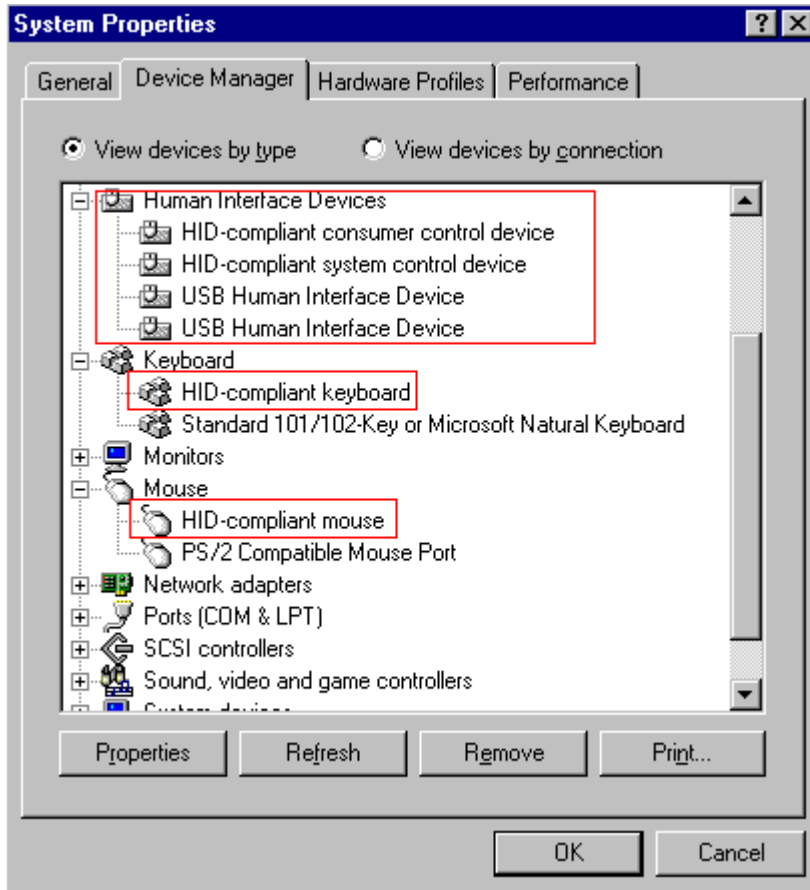 System Properties
General Device Manager Hardware Profiles Performance
View devices by type View devices by connection
Human Interface Devices
HID-compliant consumer control device
HID-compliant system control device
USB Human Interface Device
USB Human Interface Device
Keyboard
HID-compliant keyboard
Standard 101/102-Key or Microsoft Natural Keyboard
Monitors
Mouse
HID-compliant mouse
PS/2 Compatible Mouse Port
Network adapters
Ports (COM & LPT)
SCSI controllers
Sound, video and game controllers
System devices
Properties Refresh Remove Print...
OK Cancel